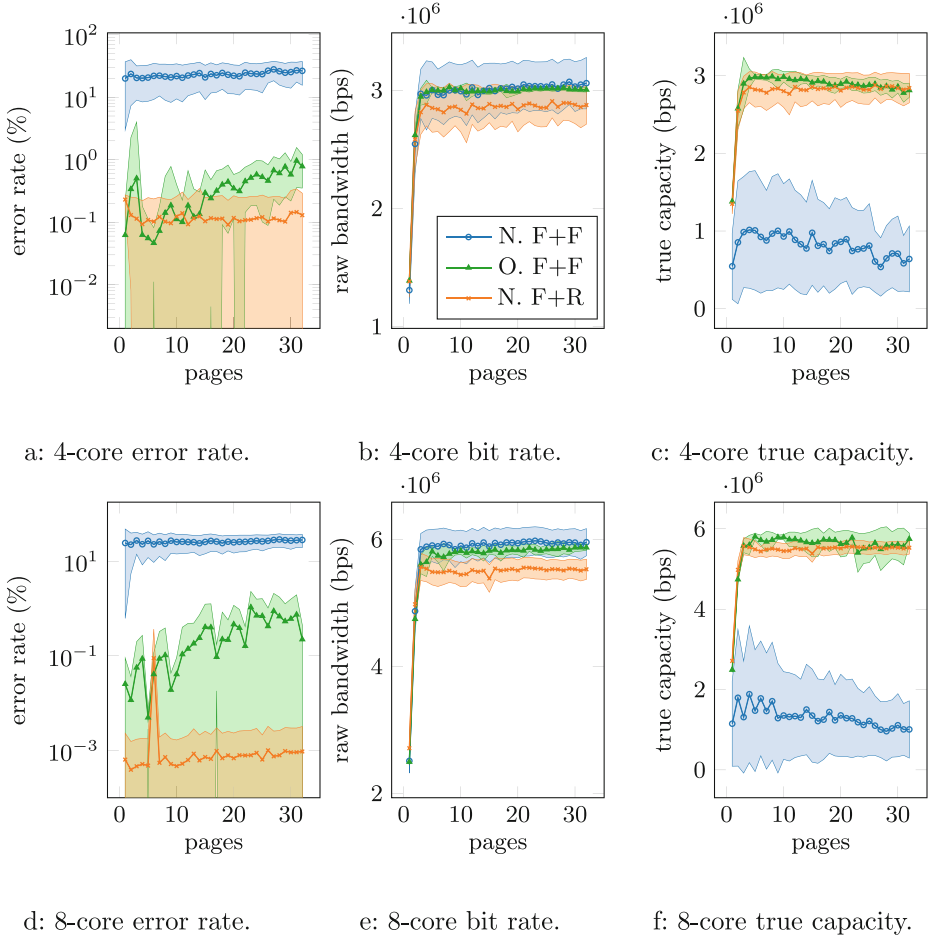 ·10^6
·10^6
10^2
10^1
10^0
10^−1
10^−2
error rate (%)
0 10 20 30
pages
3
2
1
raw bandwidth (bps)
N. F+F
O. F+F
N. F+R
0 10 20 30
pages
3
2
1
0
true capacity (bps)
0 10 20 30
pages
a: 4-core error rate.
b: 4-core bit rate.
c: 4-core true capacity.
·10^6
·10^6
10^1
10^−1
10^−3
error rate (%)
0 10 20 30
pages
6
4
2
raw bandwidth (bps)
0 10 20 30
pages
6
4
2
0
true capacity (bps)
0 10 20 30
pages
d: 8-core error rate.
e: 8-core bit rate.
f: 8-core true capacity.